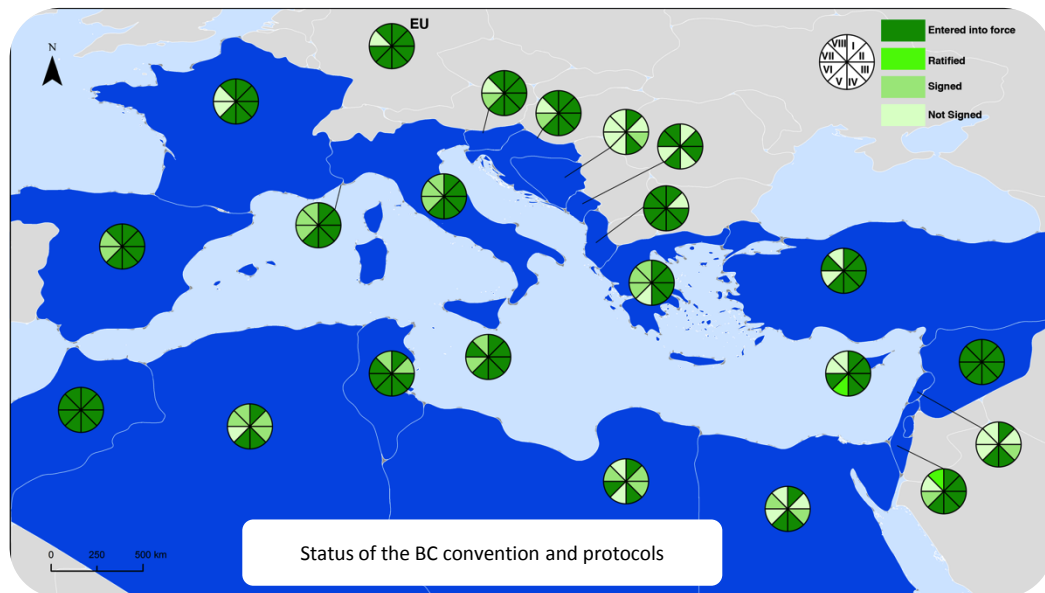 EU
N
VIII I
VII II
VI III
V IV
Entered into force
Ratified
Signed
Not Signed
0 250 500 km
Status of the BC convention and protocols